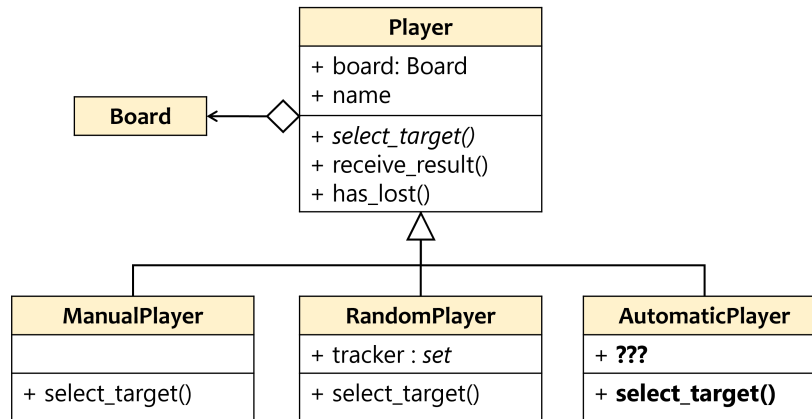 Player
+ board: Board
+ name
Board
+ select_target()
+ receive_result()
+ has_lost()
ManualPlayer
+ select_target()
RandomPlayer
+ tracker : set
+ select_target()
AutomaticPlayer
+ ???
+ select_target()